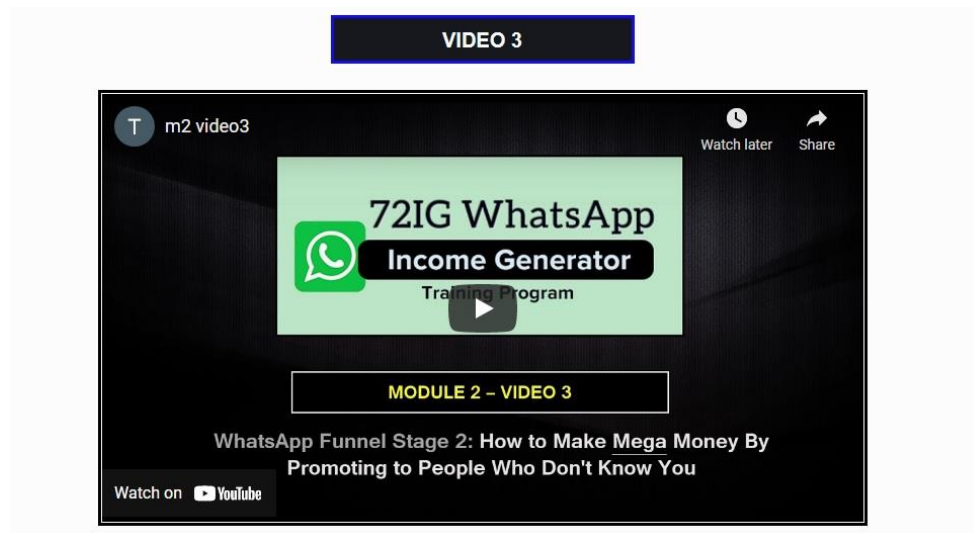 VIDEO 3
T
m2 video3
Watch later
Share
72IG WhatsApp
Income Generator
Training Program
MODULE 2 – VIDEO 3
WhatsApp Funnel Stage 2: How to Make Mega Money By
Promoting to People Who Don't Know You
Watch on YouTube